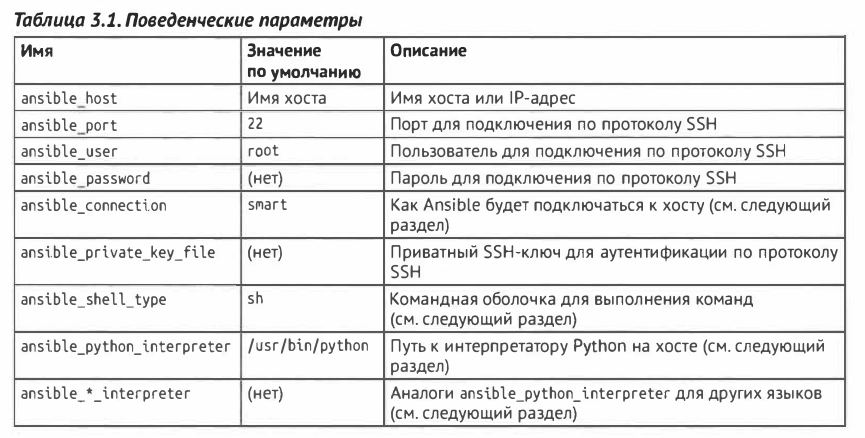 Таблица 3.1. Поведенческие параметры
Имя Значение по умолчанию Описание
ansible_host Имя хоста Имя хоста или IP-адрес
ansible_port 22 Порт для подключения по протоколу SSH
ansible_user root Пользователь для подключения по протоколу SSH
ansible_password (нет) Пароль для подключения по протоколу SSH
ansible_connection smart Как Ansible будет подключаться к хосту (см. следующий
раздел)
ansible_private_key_file (нет) Приватный SSH-ключ для аутентификации по протоколу
SSH
ansible_shell_type sh Командная оболочка для выполнения команд
(см. следующий раздел)
ansible_python_interpreter /usr/bin/python Путь к интерпретатору Python на хосте (см. следующий
раздел)
ansible_*_interpreter (нет) Аналоги ansible_python_interpreter для других языков
(см. следующий раздел)